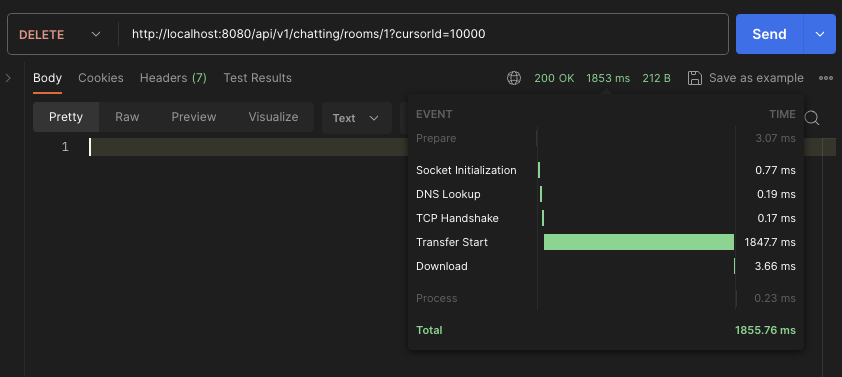 DELETE http://localhost:8080/api/v1/chatting/rooms/1?cursorId=10000 Send
Body Cookies Headers (7) Test Results 200 OK 1853 ms 212 B Save as example
Pretty Raw Preview Visualize Text
1
EVENT TIME
Prepare 3.07 ms
Socket Initialization 0.77 ms
DNS Lookup 0.19 ms
TCP Handshake 0.17 ms
Transfer Start 1847.7 ms
Download 3.66 ms
Process 0.23 ms
Total 1855.76 ms